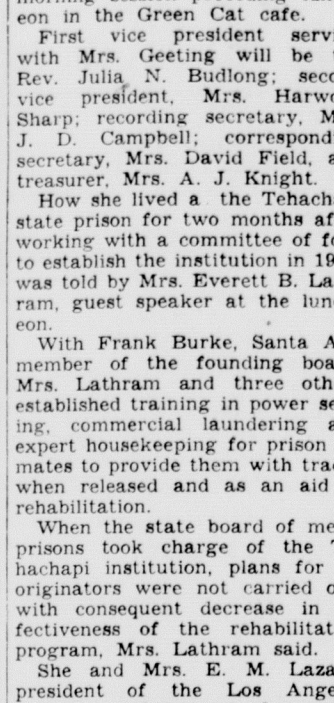 eon in the Green Cat cafe.
First vice president servi
with Mrs. Geeting will be
Rev. Julia N. Budlong; seco
vice president, Mrs. Harwo
Sharp; recording secretary, M
J. D. Campbell; correspond
secretary, Mrs. David Field, a
treasurer, Mrs. A. J. Knight.
How she lived a the Tehach
state prison for two months af
working with a committee of f
to establish the institution in 19
was told by Mrs. Everett B. La
ram, guest speaker at the lun
eon.
With Frank Burke, Santa A
member of the founding boa
Mrs. Lathram and three oth
established training in power se
ing, commercial laundering a
expert housekeeping for prison
mates to provide them with trad
when released and as an aid
rehabilitation.
When the state board of me
prisons took charge of the T
hachapi institution, plans for
originators were not carried o
with consequent decrease in
fectiveness of the rehabilitat
program, Mrs. Lathram said.
She and Mrs. E. M. Laza
president of the Los Ange